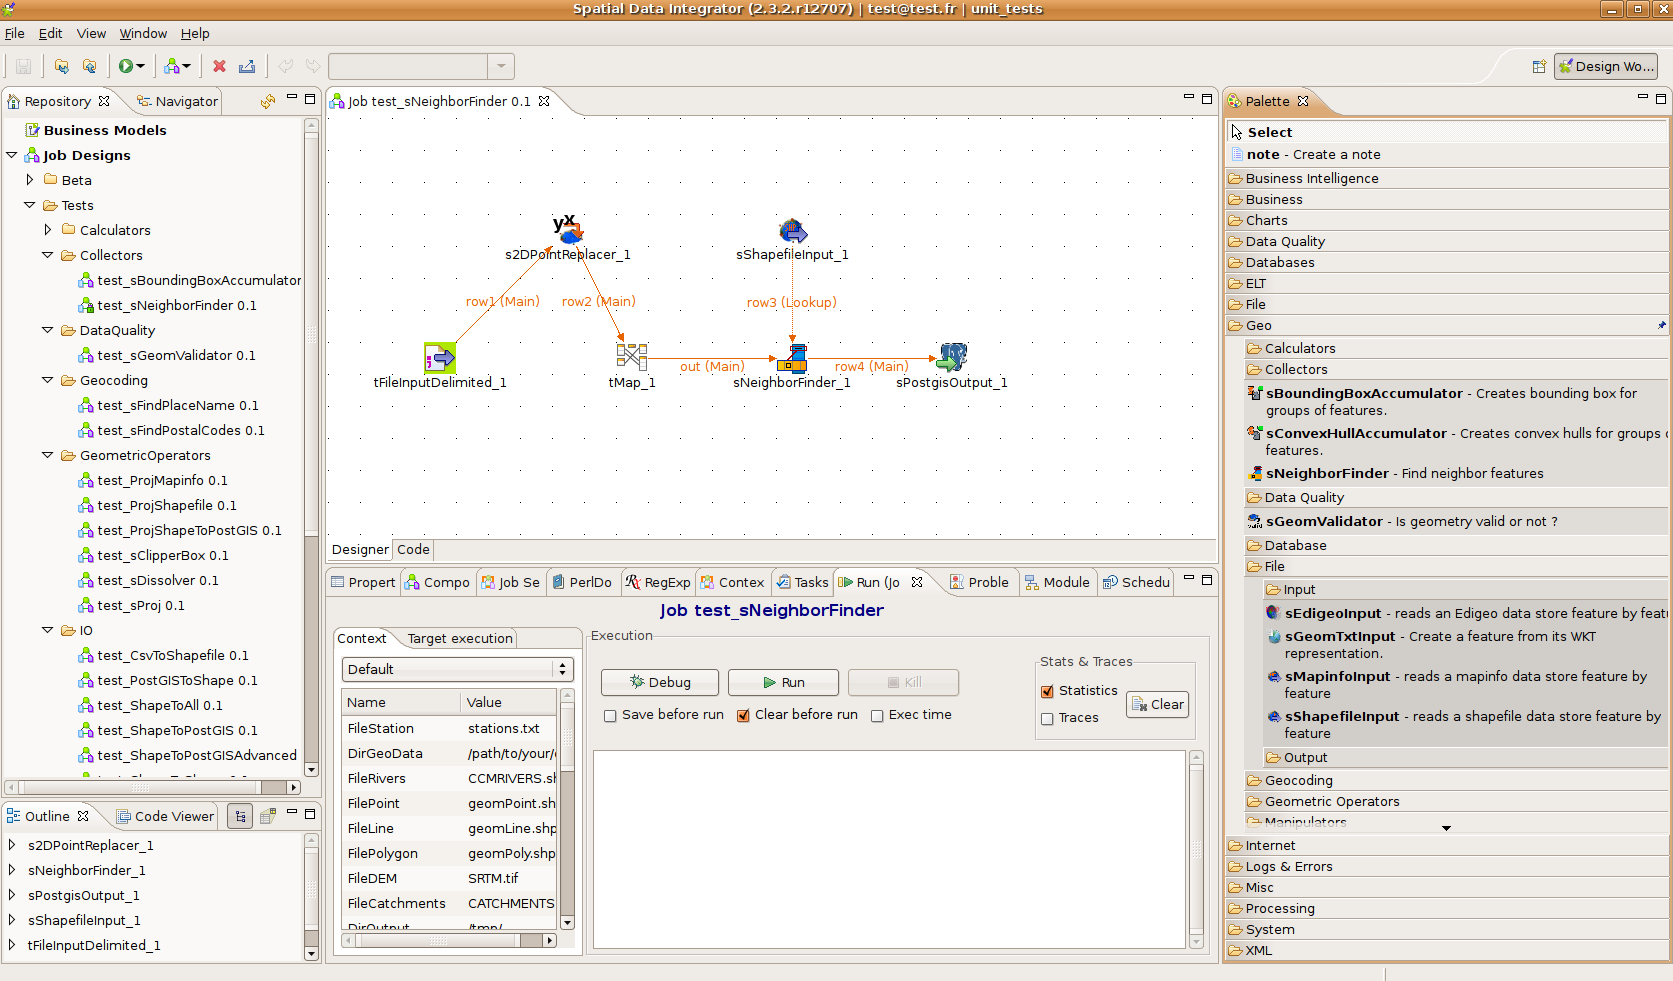 Spatial Data Integrator (2.3.2.r12707) | test@test.fr | unit_tests
File Edit View Window Help
Design Wo...
Repository
Navigator
Business Models
Job Designs
Beta
Tests
Calculators
Collectors
test_sBoundingBoxAccumulator
test_sNeighborFinder 0.1
DataQuality
test_sGeomValidator 0.1
Geocoding
test_sFindPlaceName 0.1
test_sFindPostalCodes 0.1
GeometricOperators
test_ProjMapinfo 0.1
test_ProjShapefile 0.1
test_ProjShapeToPostGIS 0.1
test_sClipperBox 0.1
test_sDissolver 0.1
test_sProj 0.1
IO
test_CsvToShapefile 0.1
test_PostGISToShape 0.1
test_ShapeToAll 0.1
test_ShapeToPostGIS 0.1
test_ShapeToPostGISAdvanced
Outline
Code Viewer
s2DPointReplacer_1
sNeighborFinder_1
sPostgisOutput_1
sShapefileInput_1
tFileInputDelimited_1
Job test_sNeighborFinder 0.1
yx
s2DPointReplacer_1
sShapefileInput_1
row1 (Main)
row2 (Main)
row3 (Lookup)
out (Main)
row4 (Main)
tFileInputDelimited_1
tMap_1
sNeighborFinder_1
sPostgisOutput_1
Designer
Code
Propert
Compo
Job Se
PerlDo
RegExp
Contex
Tasks
Run (Jo
Proble
Module
Schedu
Job test_sNeighborFinder
Context
Target execution
Default
Name Value
FileStation stations.txt
DirGeoData /path/to/your/
FileRivers CCMRIVERS.sh
FilePoint geomPoint.sh
FileLine geomLine.shp
FilePolygon geomPoly.shp
FileDEM SRTM.tif
FileCatchments CATCHMENTS
DirOutput /tmp/
Execution
Debug
Run
Kill
Save before run
Clear before run
Exec time
Stats & Traces
Statistics
Traces
Clear
Palette
Select
note - Create a note
Business Intelligence
Business
Charts
Data Quality
Databases
ELT
File
Geo
Calculators
Collectors
sBoundingBoxAccumulator - Creates bounding box for
groups of features.
sConvexHullAccumulator - Creates convex hulls for groups
features.
sNeighborFinder - Find neighbor features
Data Quality
sGeomValidator - Is geometry valid or not ?
Database
File
Input
sEdigeoInput - reads an Edigeo data store feature by feat
sGeomTxtInput - Create a feature from its WKT
representation.
sMapinfoInput - reads a mapinfo data store feature by
feature
sShapefileInput - reads a shapefile data store feature by
feature
Output
Geocoding
Geometric Operators
Manipulators
Internet
Logs & Errors
Misc
Processing
System
XML